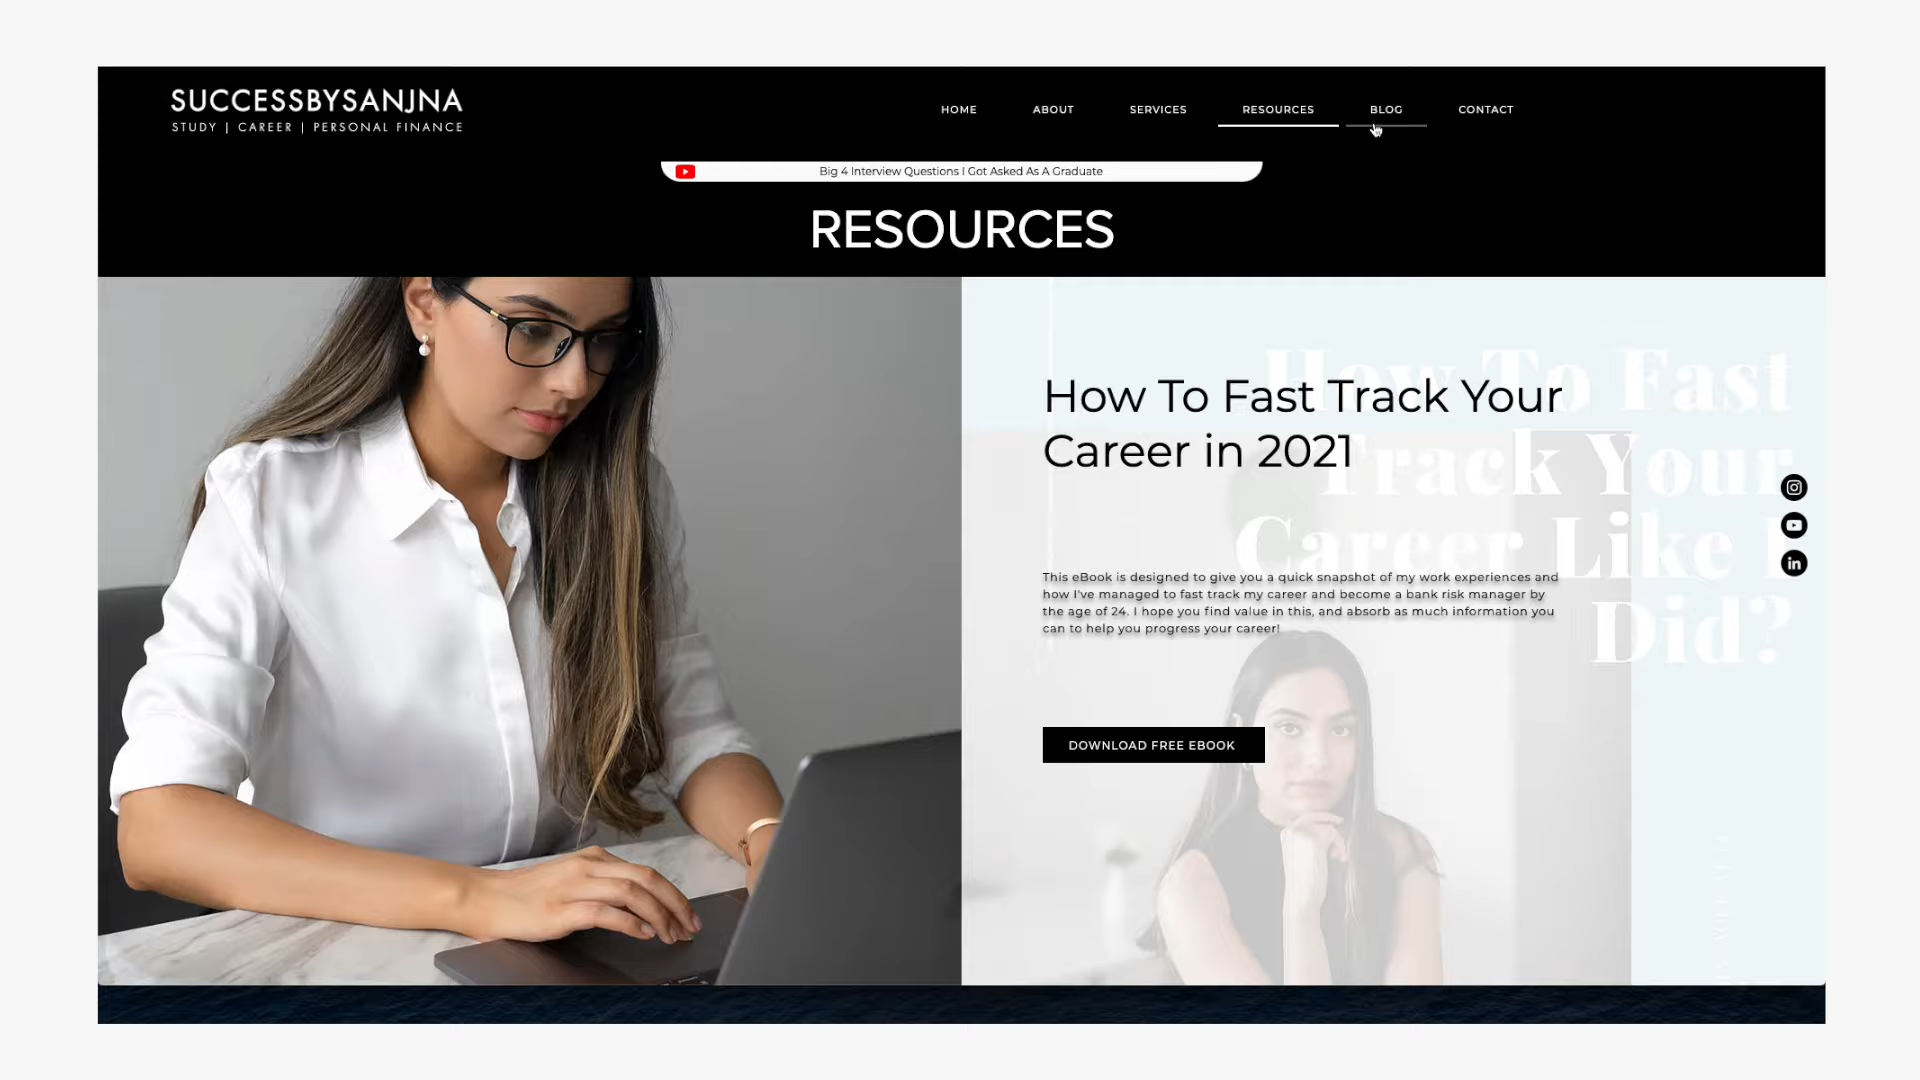 SUCCESSBYSANJNA
STUDY | CAREER | PERSONAL FINANCE
HOME ABOUT SERVICES RESOURCES BLOG CONTACT
Big 4 Interview Questions I Got Asked As A Graduate
RESOURCES
How To Fast Track Your
Career in 2021
How To Fast
Track Your
Career Like I
Did?
This eBook is designed to give you a quick snapshot of my work experiences and
how I've managed to fast track my career and become a bank risk manager by
the age of 24. I hope you find value in this, and absorb as much information you
can to help you progress your career!
DOWNLOAD FREE EBOOK
in